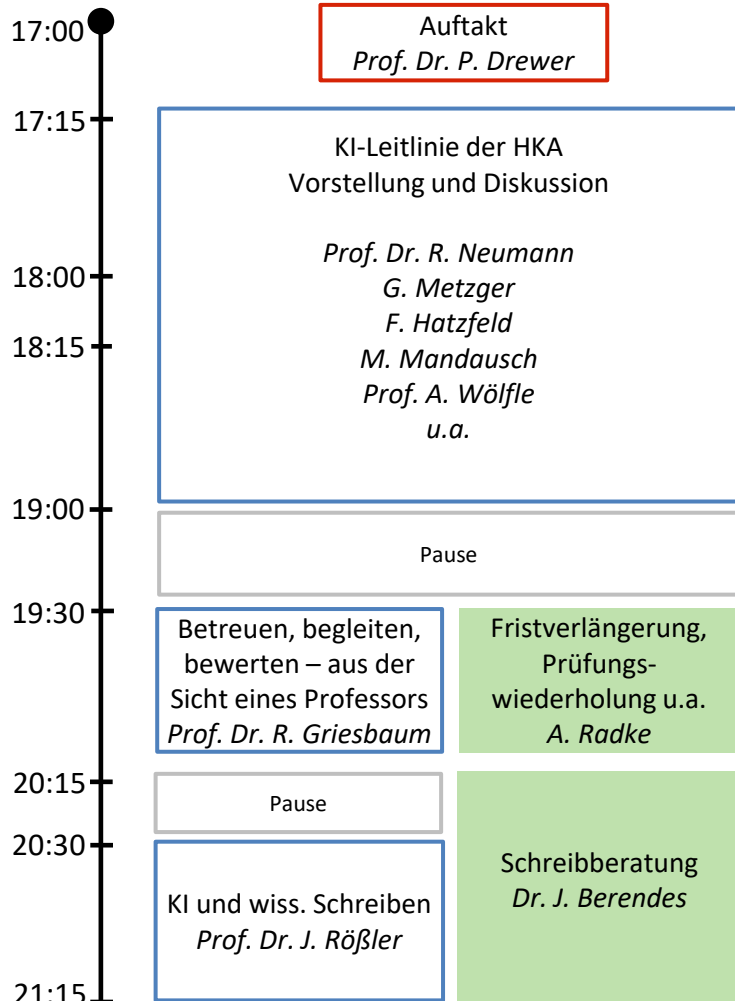 17:00
Auftakt
Prof. Dr. P. Drewer
17:15
KI-Leitlinie der HKA
Vorstellung und Diskussion
Prof. Dr. R. Neumann
18:00
G. Metzger
F. Hatzfeld
18:15
M. Mandausch
Prof. A. Wölfle
u.a.
19:00
Pause
19:30
Betreuen, begleiten,
bewerten – aus der
Sicht eines Professors
Prof. Dr. R. Griesbaum
Fristverlängerung,
Prüfungs-
wiederholung u.a.
A. Radke
20:15
Pause
20:30
Schreibberatung
Dr. J. Berendes
KI und wiss. Schreiben
Prof. Dr. J. Rößler
21:15